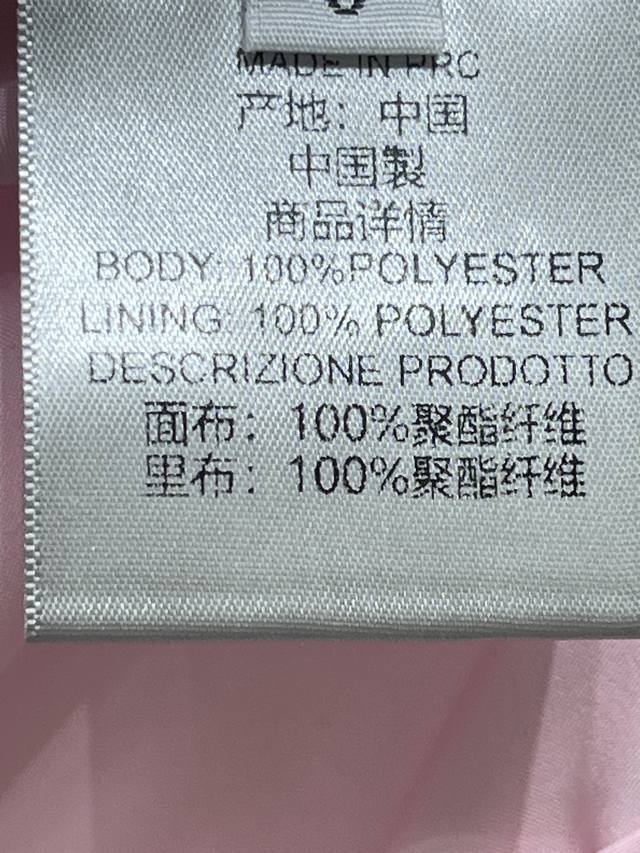 MADE IN PRC
产地：中国
中国製
商品详情
BODY: 100%POLYESTER
LINING: 100% POLYESTER
DESCRIZIONE PRODOTTO
面布：100%聚酯纤维
里布：100%聚酯纤维